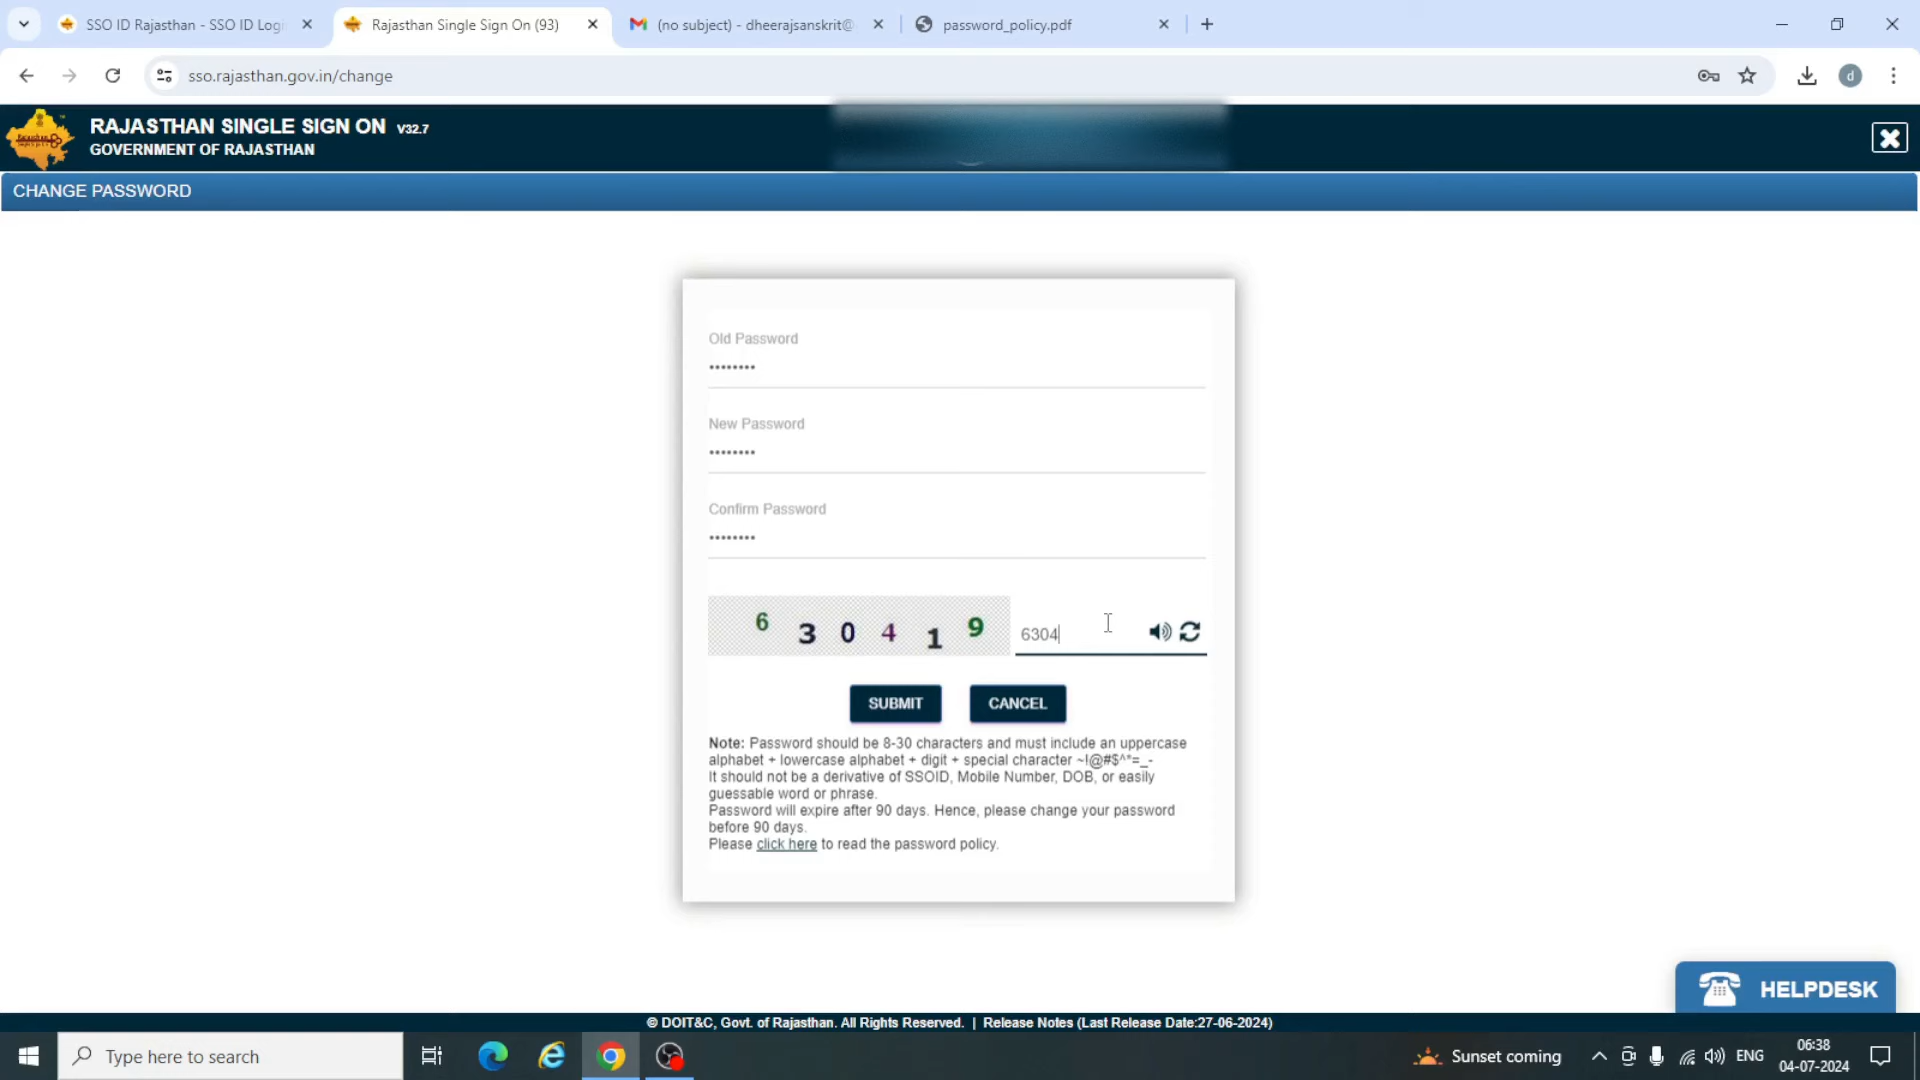 SSO ID Rajasthan - SSO ID Logi
Rajasthan Single Sign On (93)
(no subject) - dheerajsanskrit@
password_policy.pdf
sso.rajasthan.gov.in/change
d
RAJASTHAN SINGLE SIGN ON V32.7
GOVERNMENT OF RAJASTHAN
CHANGE PASSWORD
Old Password
••••••••
New Password
••••••••
Confirm Password
••••••••
6 3 0 4 1 9
6304
SUBMIT CANCEL
Note: Password should be 8-30 characters and must include an uppercase
alphabet + lowercase alphabet + digit + special character ~!@#$^*=_-
It should not be a derivative of SSOID, Mobile Number, DOB, or easily
guessable word or phrase.
Password will expire after 90 days. Hence, please change your password
before 90 days.
Please click here to read the password policy.
HELPDESK
© DOIT&C, Govt. of Rajasthan. All Rights Reserved. | Release Notes (Last Release Date:27-06-2024)
Type here to search
Sunset coming
ENG
06:38
04-07-2024